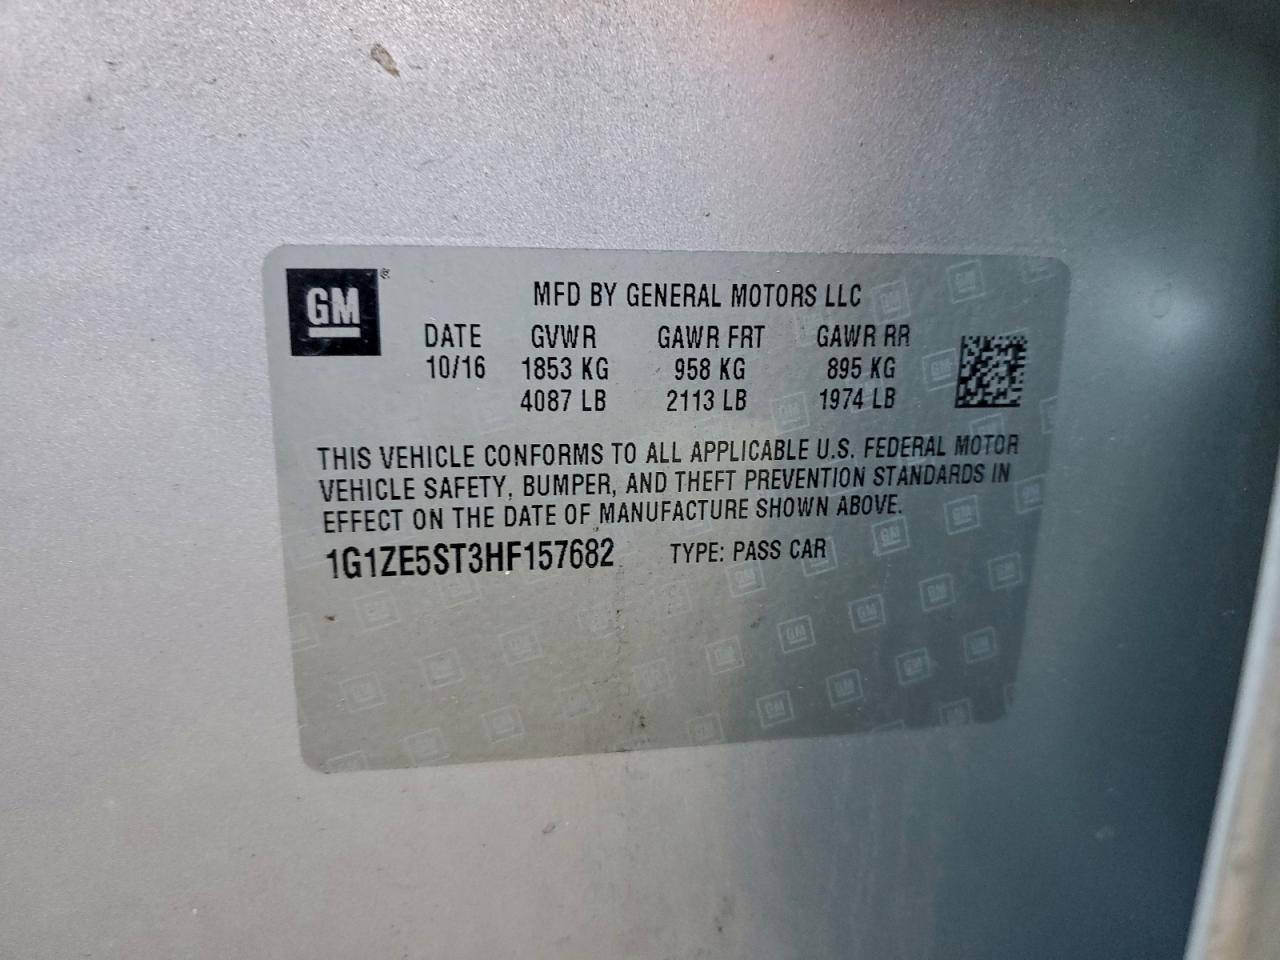 GM ®
MFD BY GENERAL MOTORS LLC
DATE GVWR GAWR FRT GAWR RR
10/16 1853 KG 958 KG 895 KG
4087 LB 2113 LB 1974 LB
THIS VEHICLE CONFORMS TO ALL APPLICABLE U.S. FEDERAL MOTOR
VEHICLE SAFETY, BUMPER, AND THEFT PREVENTION STANDARDS IN
EFFECT ON THE DATE OF MANUFACTURE SHOWN ABOVE.
1G1ZE5ST3HF157682 TYPE: PASS CAR